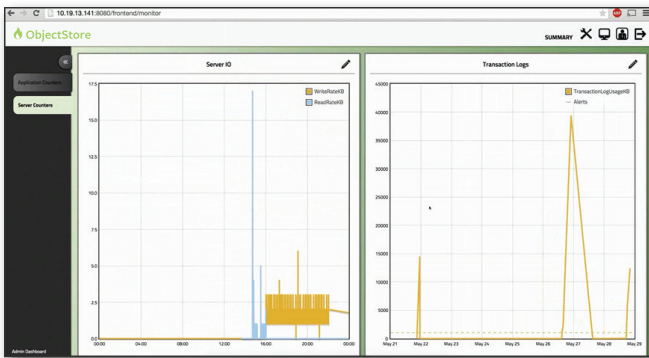 10.19.13.141:8080/frontend/monitor
ObjectStore
SUMMARY
Application Counters
Server Counters
Admin Dashboard
Server IO
WriteRateKB
ReadRateKB
17.5
15.0
12.5
10.0
7.5
5.0
2.5
0.0
00:00 04:00 08:00 12:00 16:00 20:00 00:00
Transaction Logs
TransactionLogUsageKB
Alerts
45000
40000
35000
30000
25000
20000
15000
10000
5000
0
May 21 May 22 May 23 May 24 May 25 May 26 May 27 May 28 May 29